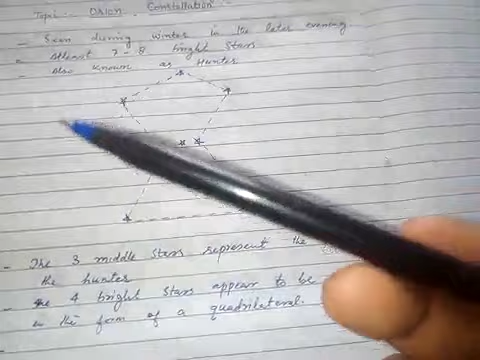 Topic - Orion Constellation -
- Seen during winter in the later evening
- atleast 7-8 bright stars
- also known as Hunter
- The 3 middle stars represent the
the hunter
- the 4 bright stars appear to be
in the form of a quadrilateral.